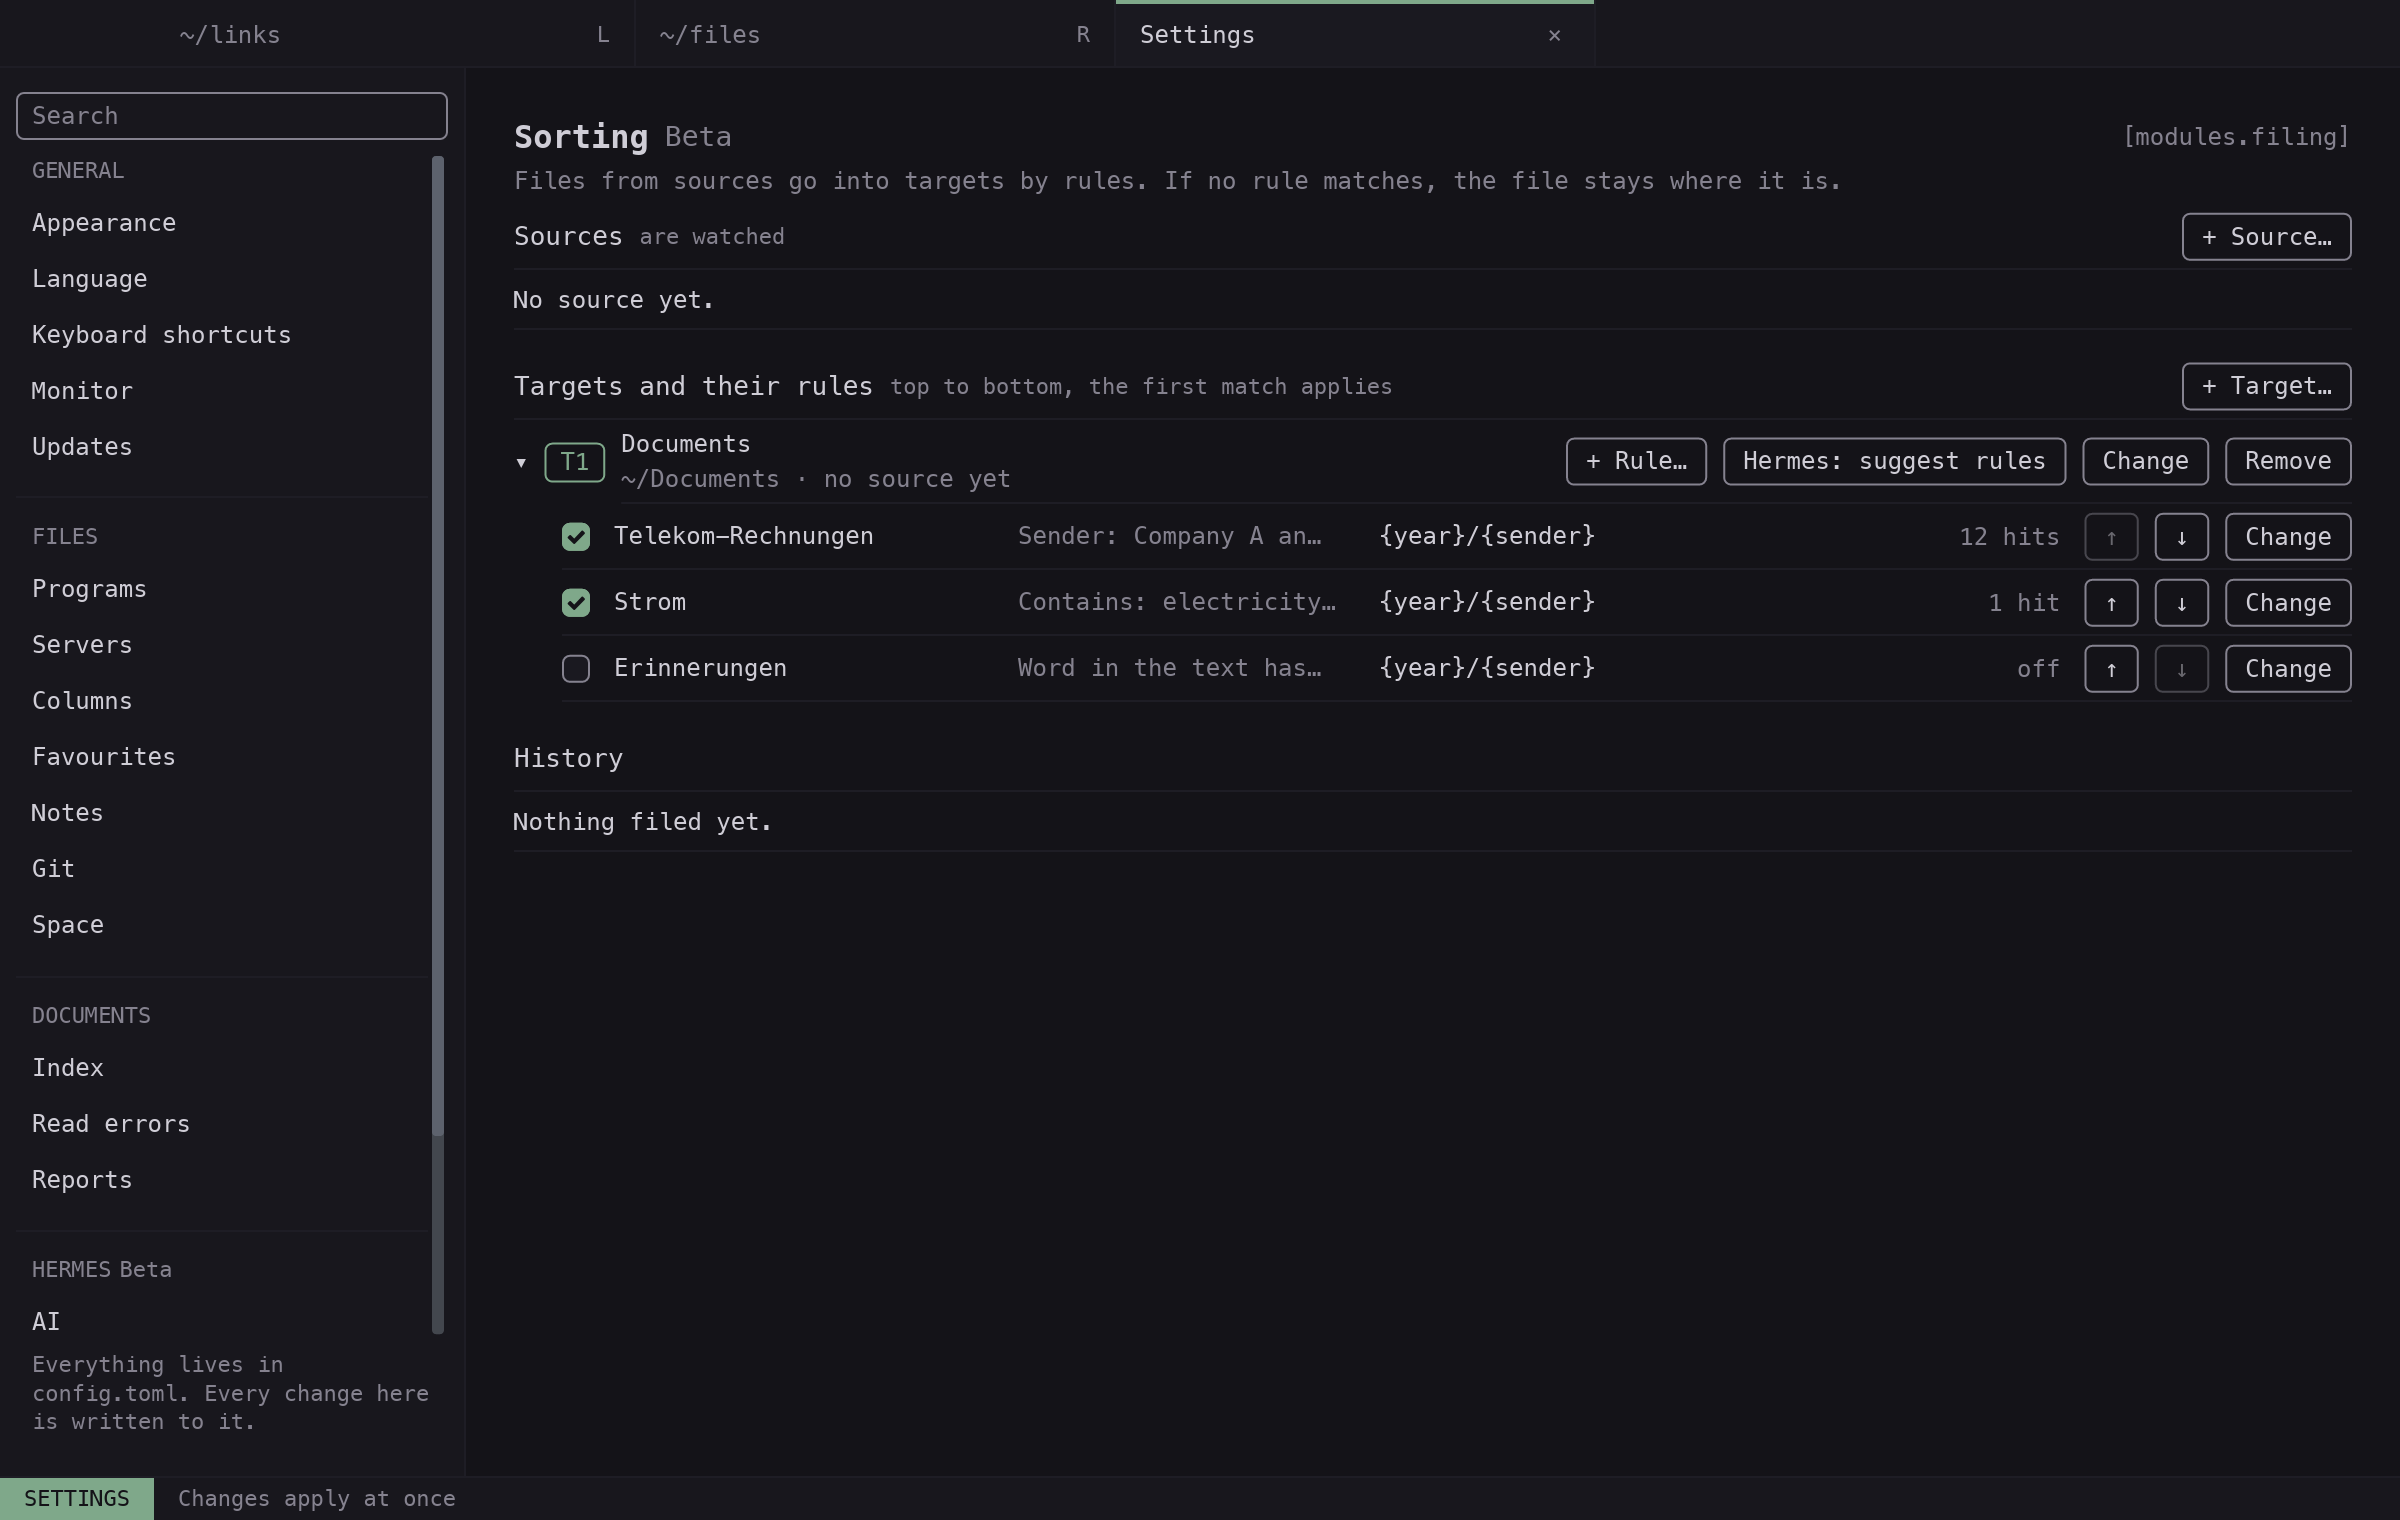 ~/links L ~/files R Settings ×
Search
GENERAL
Appearance
Language
Keyboard shortcuts
Monitor
Updates
FILES
Programs
Servers
Columns
Favourites
Notes
Git
Space
DOCUMENTS
Index
Read errors
Reports
HERMES Beta
AI
Everything lives in
config.toml. Every change here
is written to it.
Sorting Beta [modules.filing]
Files from sources go into targets by rules. If no rule matches, the file stays where it is.
Sources are watched + Source…
No source yet.
Targets and their rules top to bottom, the first match applies + Target…
▾ T1 Documents + Rule… Hermes: suggest rules Change Remove
~/Documents · no source yet
Telekom-Rechnungen Sender: Company A an… {year}/{sender} 12 hits ↑ ↓ Change
Strom Contains: electricity… {year}/{sender} 1 hit ↑ ↓ Change
Erinnerungen Word in the text has… {year}/{sender} off ↑ ↓ Change
History
Nothing filed yet.
SETTINGS Changes apply at once